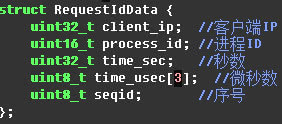 struct RequestIdData {
uint32_t client_ip; //客户端IP
uint16_t process_id; //进程ID
uint32_t time_sec; //秒数
uint8_t time_usec[3]; //微秒数
uint8_t seqid; //序号
};